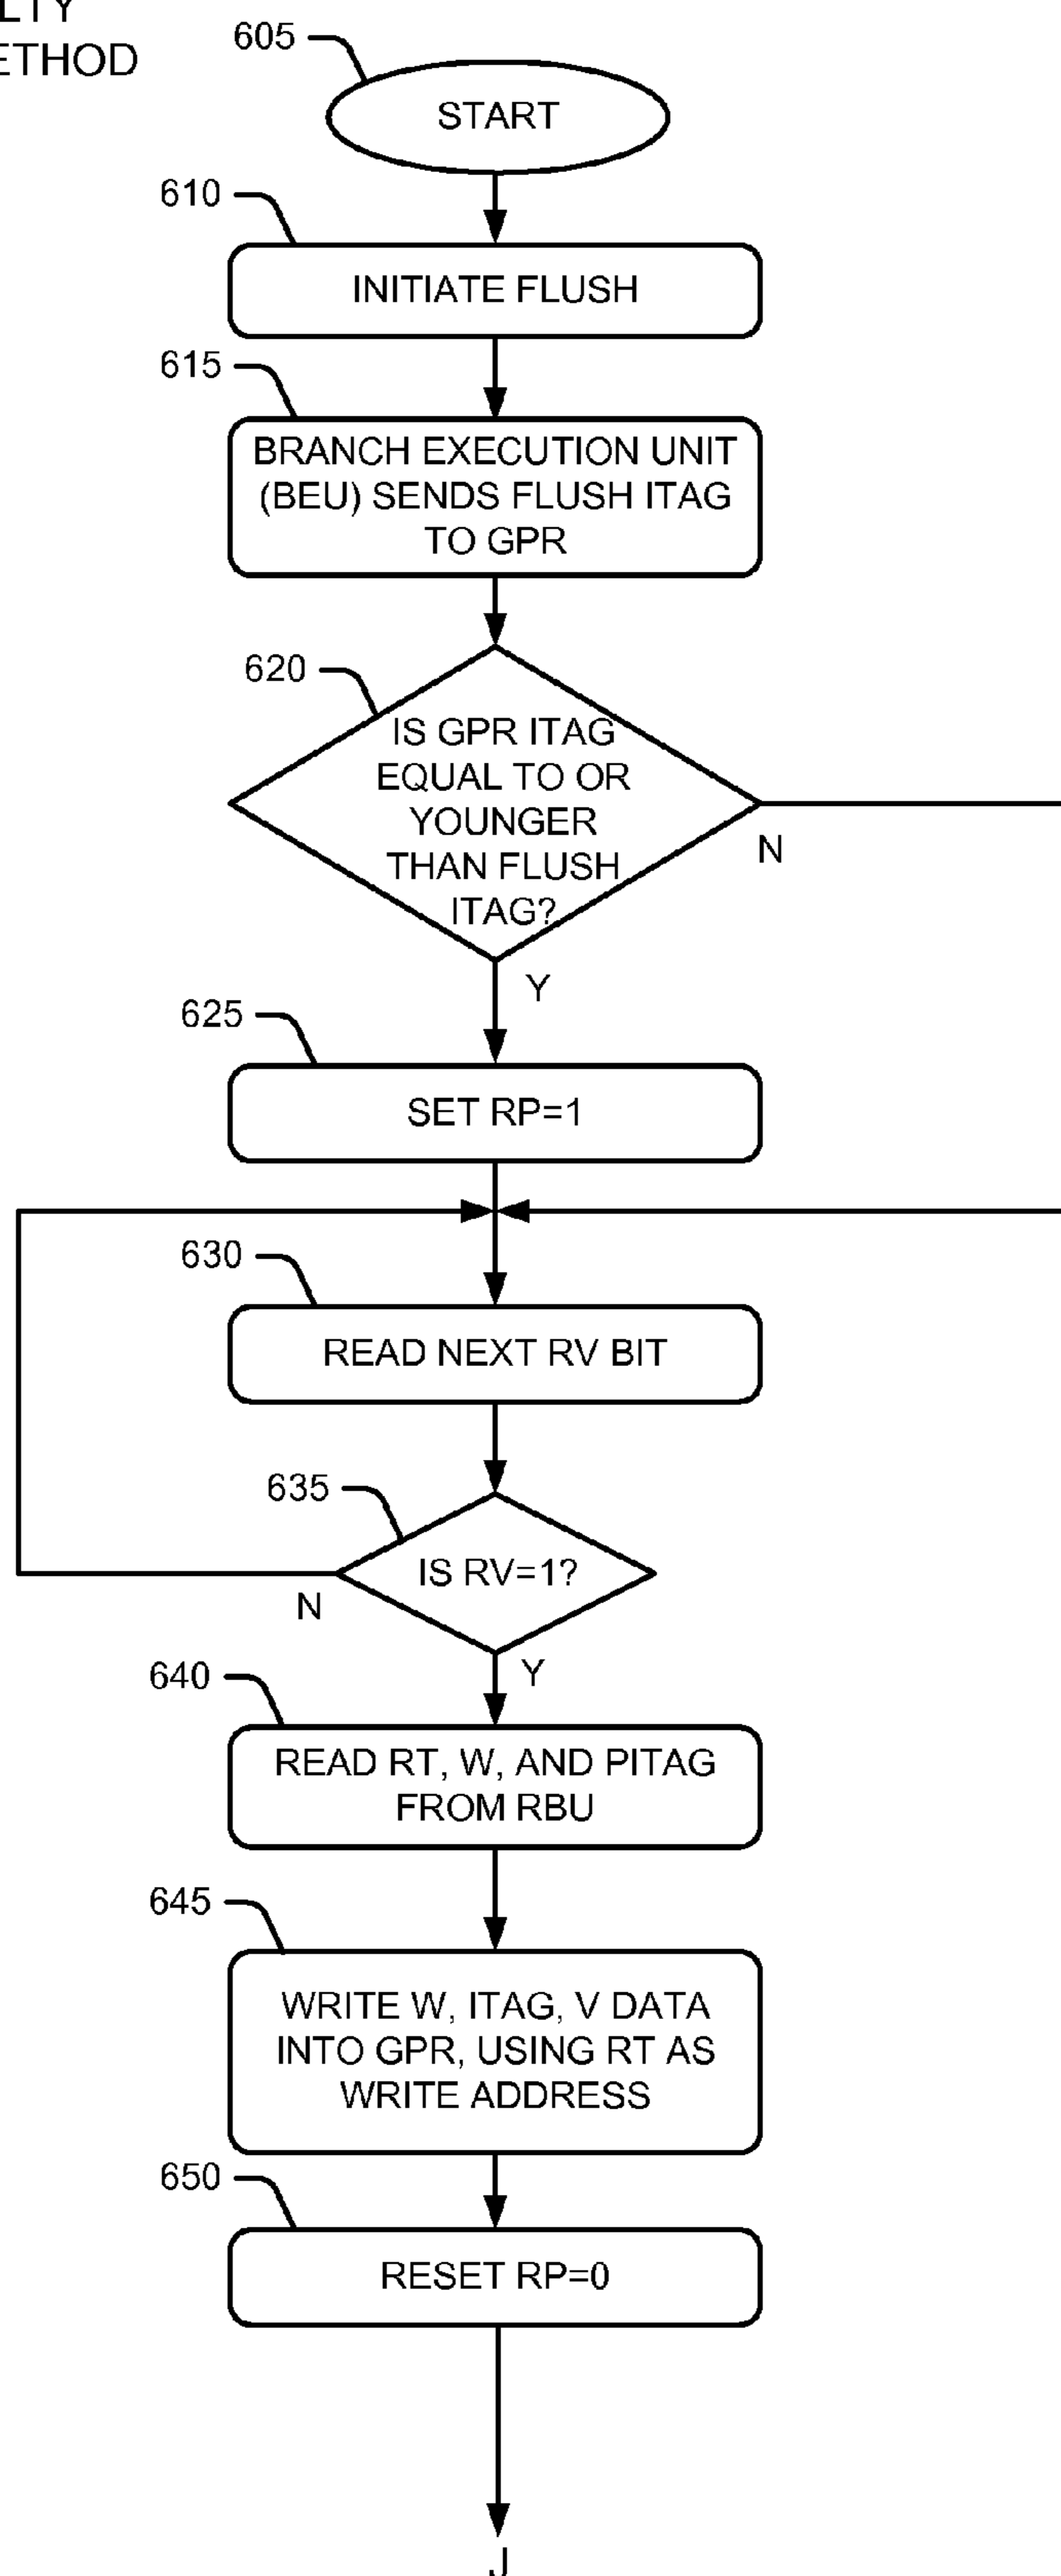 ETHOD
605
START
610
INITIATE FLUSH
615
BRANCH EXECUTION UNIT
(BEU) SENDS FLUSH ITAG
TO GPR
620
IS GPR ITAG
EQUAL TO OR
YOUNGER
THAN FLUSH
ITAG?
N
Y
625
SET RP=1
630
READ NEXT RV BIT
635
IS RV=1?
N
Y
640
READ RT, W, AND PITAG
FROM RBU
645
WRITE W, ITAG, V DATA
INTO GPR, USING RT AS
WRITE ADDRESS
650
RESET RP=0
J